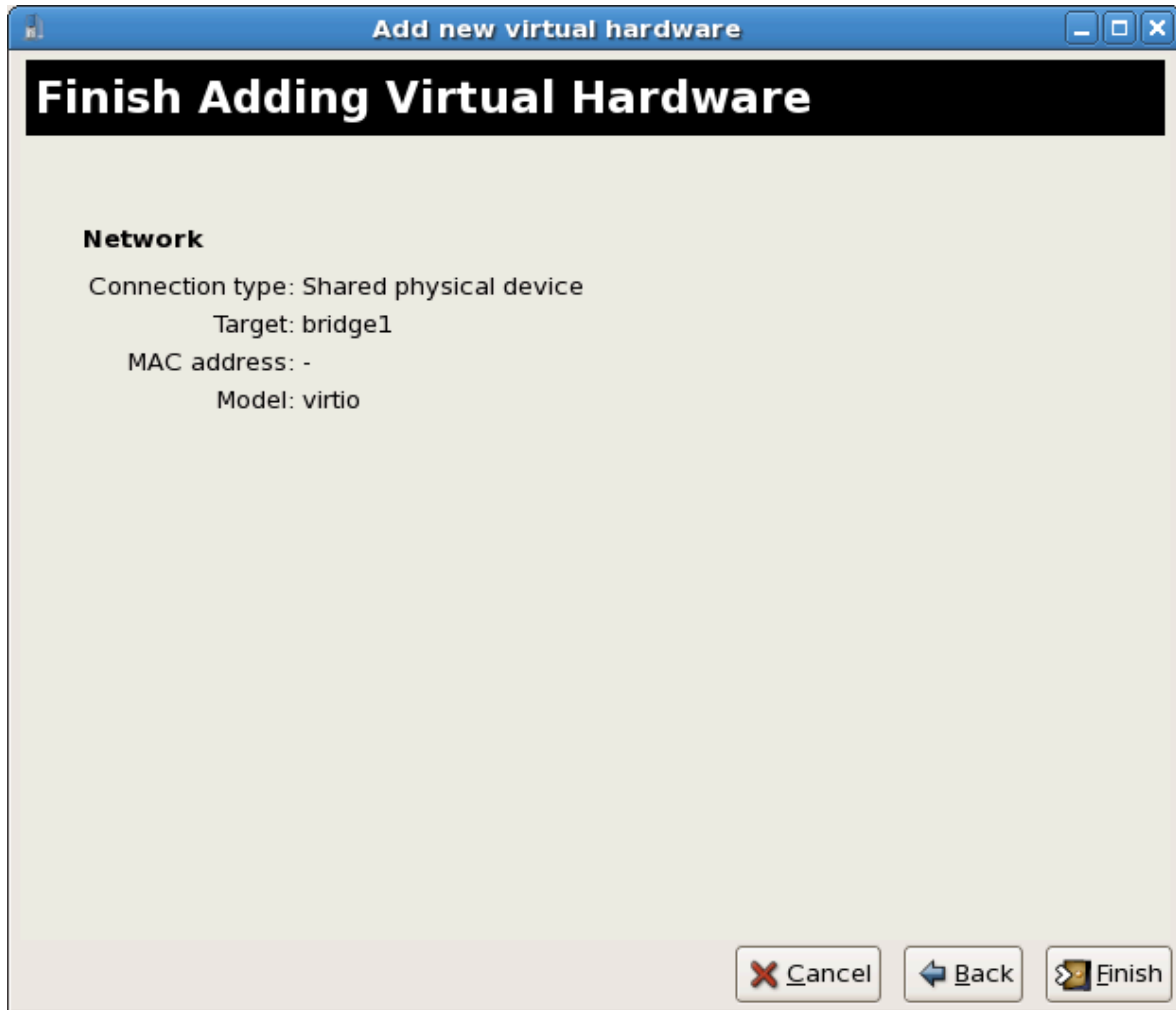 Add new virtual hardware
Finish Adding Virtual Hardware
Network
Connection type: Shared physical device
Target: bridge1
MAC address: -
Model: virtio
Cancel Back Finish